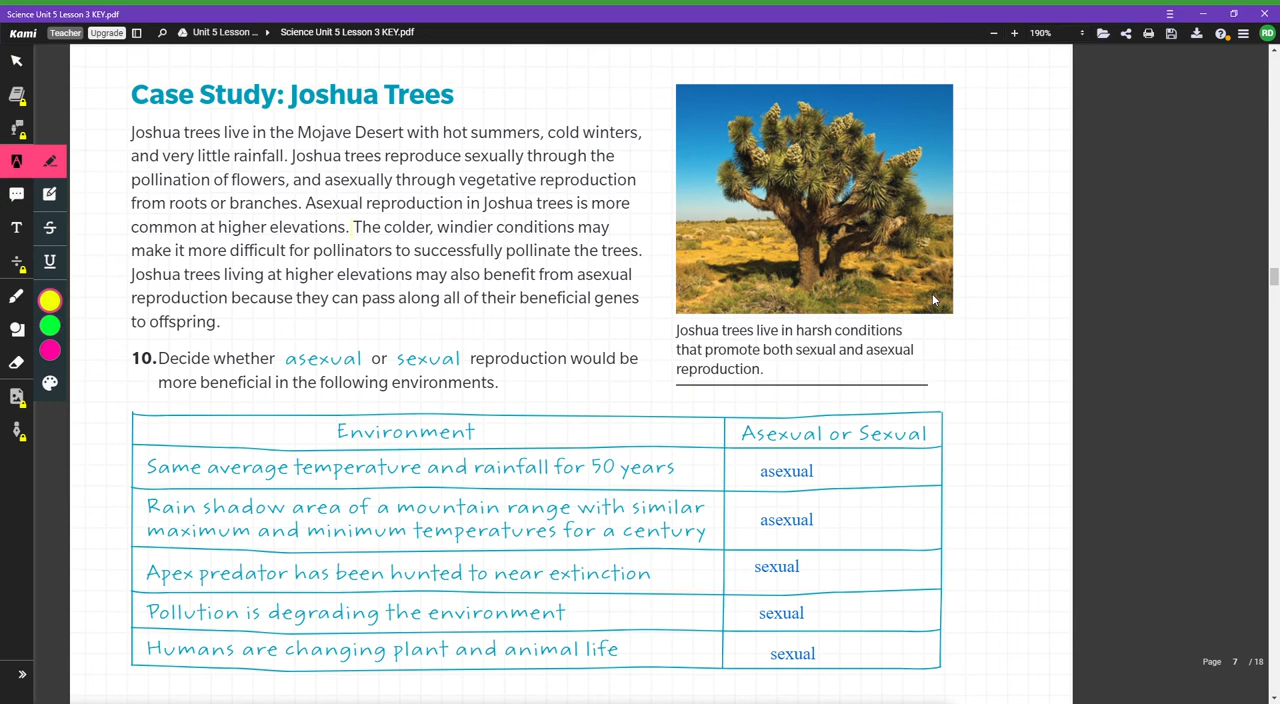 Science Unit 5 Lesson 3 KEY.pdf
Kami Teacher Upgrade Unit 5 Lesson ... Science Unit 5 Lesson 3 KEY.pdf 190% RD
Case Study: Joshua Trees
Joshua trees live in the Mojave Desert with hot summers, cold winters,
and very little rainfall. Joshua trees reproduce sexually through the
pollination of flowers, and asexually through vegetative reproduction
from roots or branches. Asexual reproduction in Joshua trees is more
common at higher elevations. The colder, windier conditions may
make it more difficult for pollinators to successfully pollinate the trees.
Joshua trees living at higher elevations may also benefit from asexual
reproduction because they can pass along all of their beneficial genes
to offspring.
Joshua trees live in harsh conditions
that promote both sexual and asexual
reproduction.
10. Decide whether asexual or sexual reproduction would be
more beneficial in the following environments.
Environment Asexual or Sexual
Same average temperature and rainfall for 50 years asexual
Rain shadow area of a mountain range with similar
maximum and minimum temperatures for a century asexual
Apex predator has been hunted to near extinction sexual
Pollution is degrading the environment sexual
Humans are changing plant and animal life sexual
Page 7 / 18